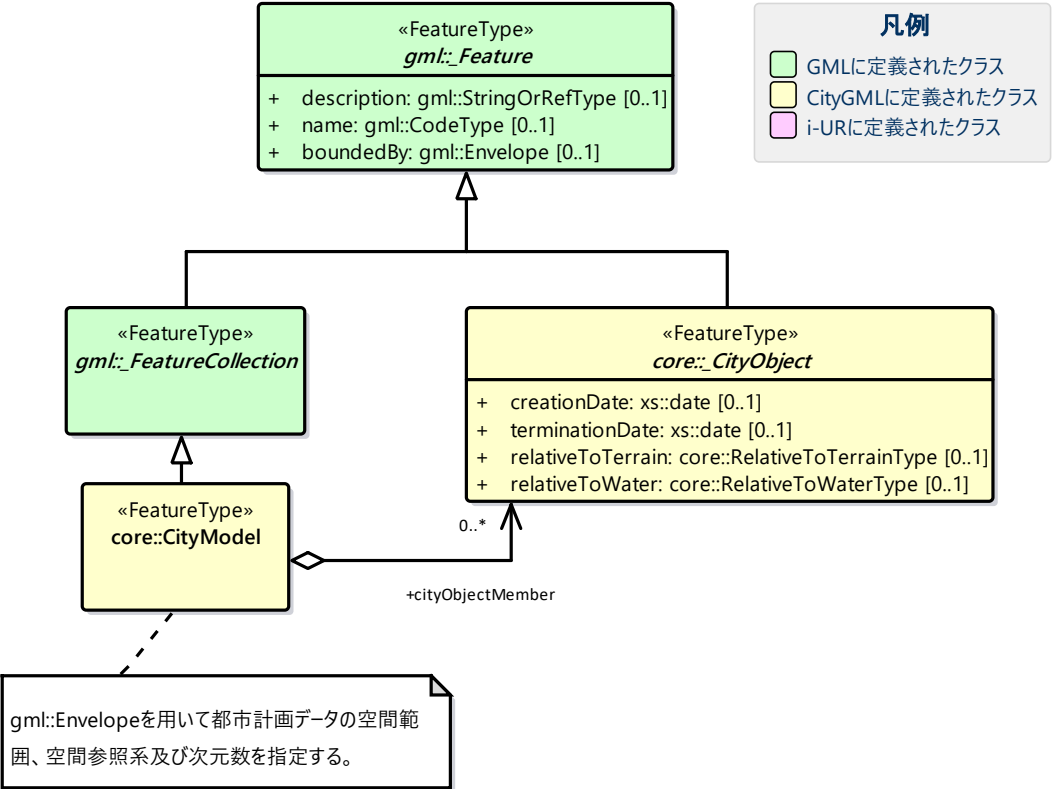 «FeatureType»
gml::_Feature
+ description: gml::StringOrRefType [0..1]
+ name: gml::CodeType [0..1]
+ boundedBy: gml::Envelope [0..1]
凡例
GMLに定義されたクラス
CityGMLに定義されたクラス
i-URに定義されたクラス
«FeatureType»
gml::_FeatureCollection
«FeatureType»
core::_CityObject
+ creationDate: xs::date [0..1]
+ terminationDate: xs::date [0..1]
+ relativeToTerrain: core::RelativeToTerrainType [0..1]
+ relativeToWater: core::RelativeToWaterType [0..1]
«FeatureType»
core::CityModel
0..*
+cityObjectMember
gml::Envelopeを用いて都市計画データの空間範
囲、空間参照系及び次元数を指定する。